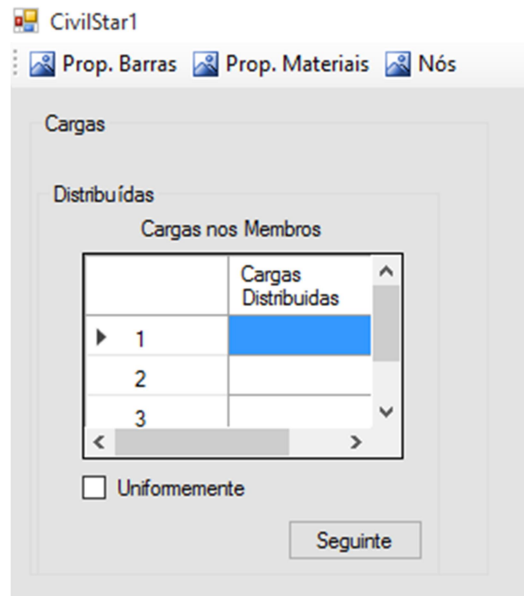 CivilStar1
Prop. Barras Prop. Materiais Nós
Cargas
Distribuídas
Cargas nos Membros
Cargas
Distribuidas
1
2
3
Uniformemente
Seguinte